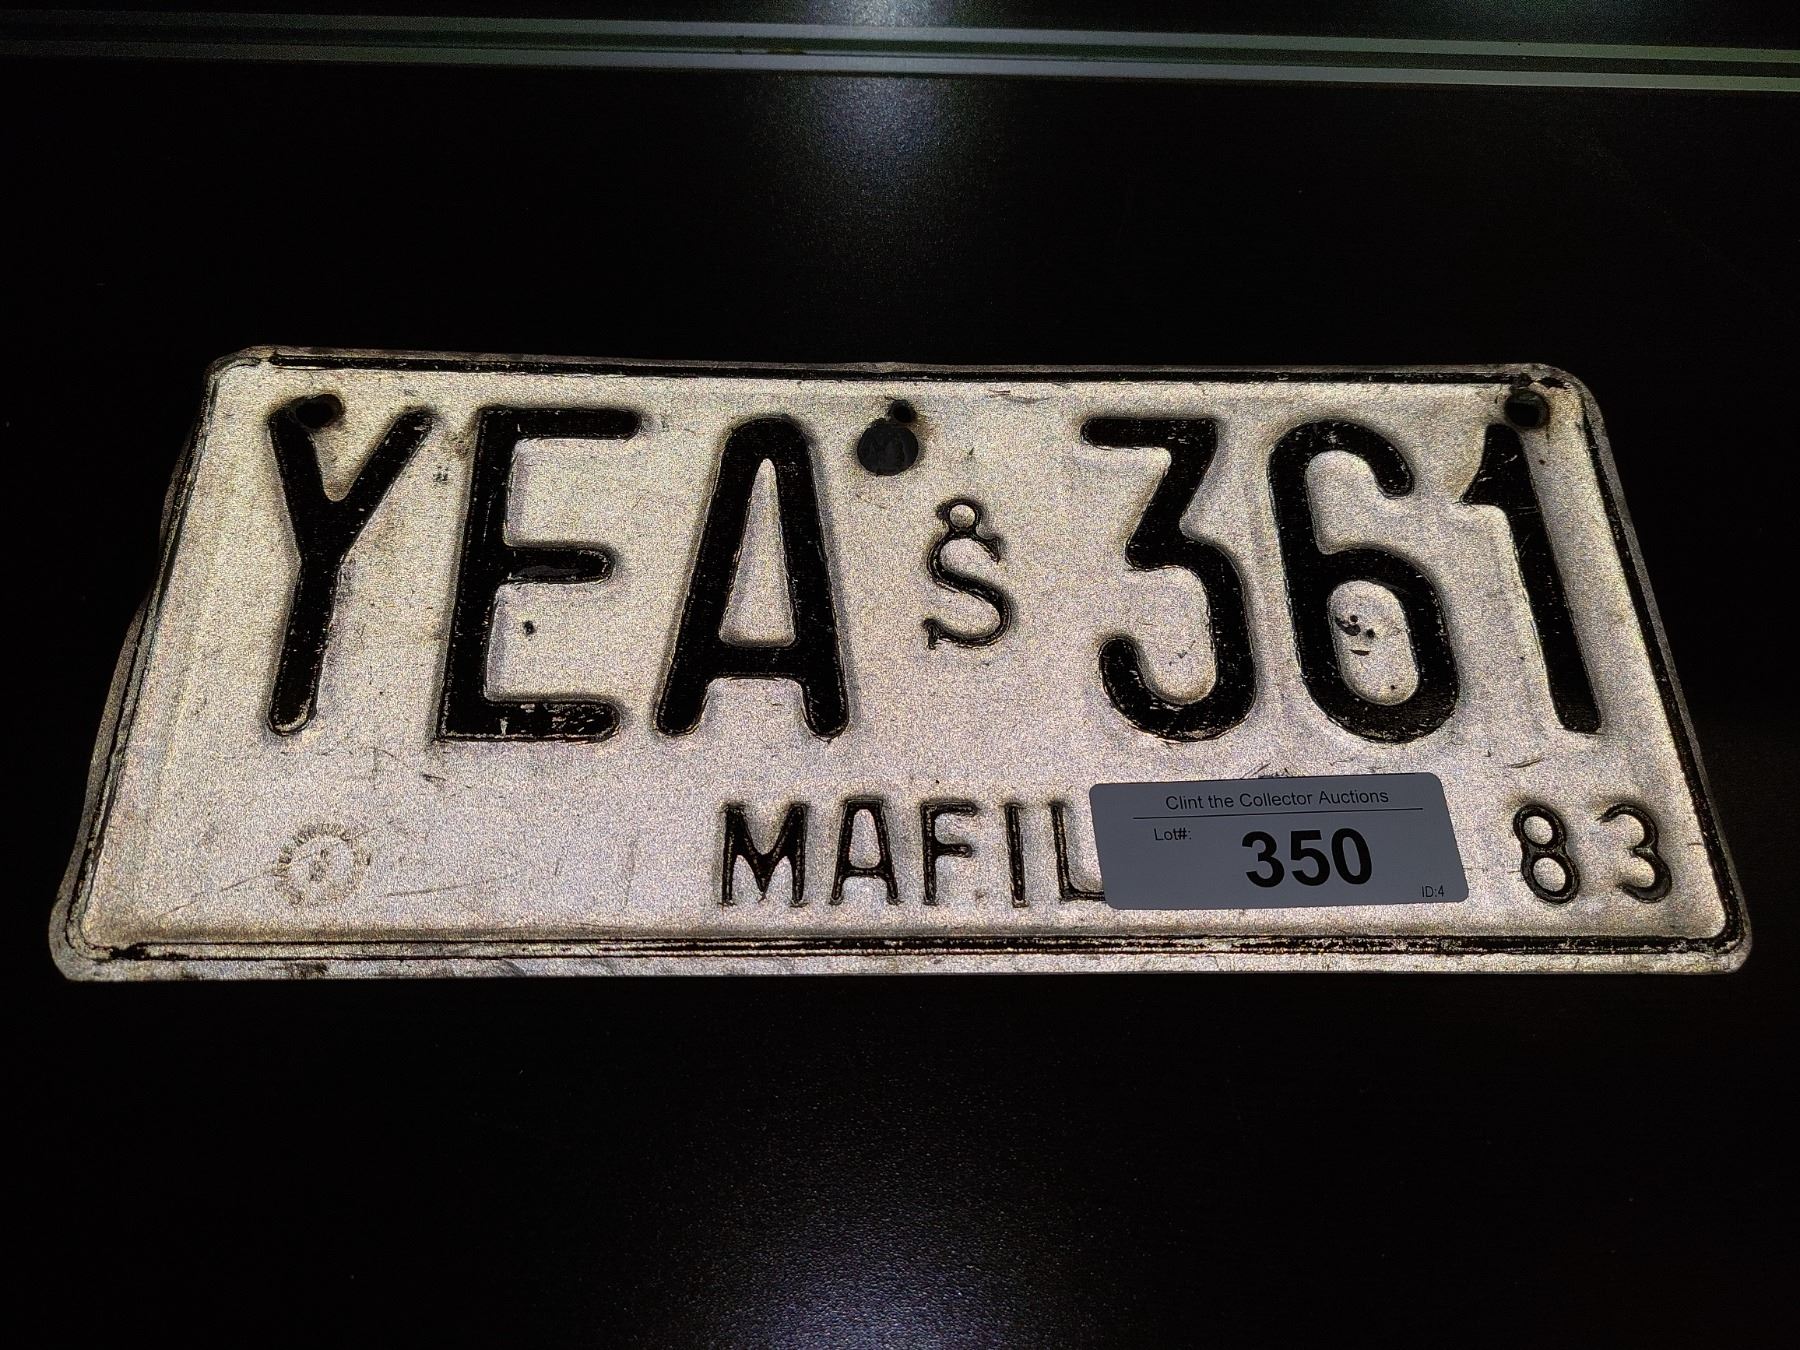 YEA S 361
MAFIL 83
Clint the Collector Auctions
Lot#: 350
ID:4